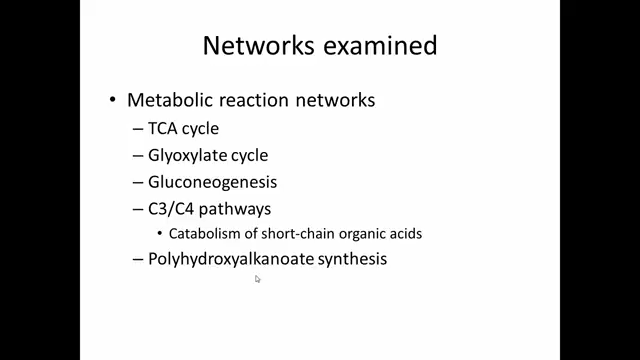 Networks examined
• Metabolic reaction networks
– TCA cycle
– Glyoxylate cycle
– Gluconeogenesis
– C3/C4 pathways
• Catabolism of short-chain organic acids
– Polyhydroxyalkanoate synthesis